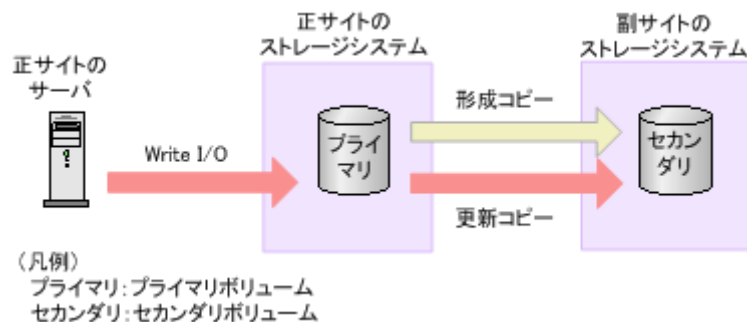 正サイトの
サーバ
正サイトの
ストレージシステム
副サイトの
ストレージシステム
Write I/O
プライ
マリ
形成コピー
更新コピー
セカン
ダリ
（凡例）
プライマリ：プライマリボリューム
セカンダリ：セカンダリボリューム